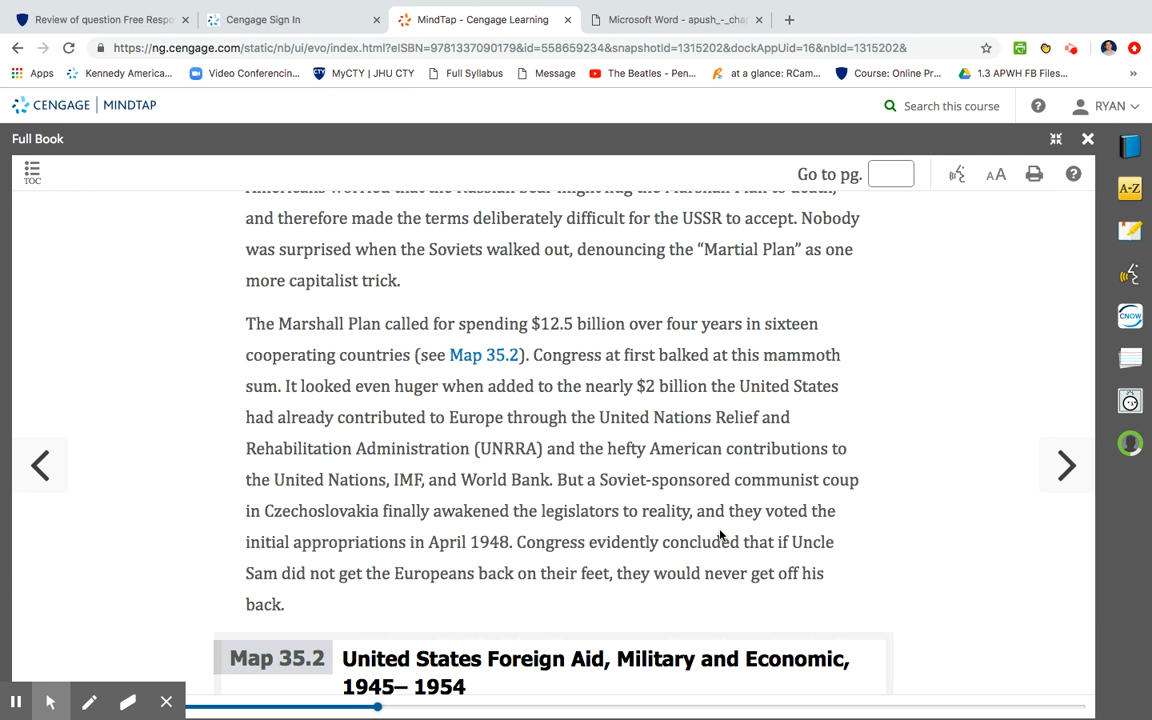 Review of question Free Respo
Cengage Sign In
MindTap - Cengage Learning
Microsoft Word - apush_-_cha
https://ng.cengage.com/static/nb/ui/evo/index.html?eISBN=9781337090179&id=558659234&snapshotId=1315202&dockAppUid=16&nbId=1315202&
Apps
Kennedy America...
Video Conferencin...
CTY
MyCTY | JHU CTY
Full Syllabus
Message
The Beatles - Pen...
at a glance: RCam...
Course: Online Pr...
1.3 APWH FB Files...
»
CENGAGE | MINDTAP
Search this course
RYAN
Full Book
TOC
Go to pg.
AA
A-Z
and therefore made the terms deliberately difficult for the USSR to accept. Nobody
was surprised when the Soviets walked out, denouncing the “Martial Plan” as one
more capitalist trick.
The Marshall Plan called for spending $12.5 billion over four years in sixteen
cooperating countries (see Map 35.2). Congress at first balked at this mammoth
sum. It looked even huger when added to the nearly $2 billion the United States
had already contributed to Europe through the United Nations Relief and
Rehabilitation Administration (UNRRA) and the hefty American contributions to
the United Nations, IMF, and World Bank. But a Soviet-sponsored communist coup
in Czechoslovakia finally awakened the legislators to reality, and they voted the
initial appropriations in April 1948. Congress evidently concluded that if Uncle
Sam did not get the Europeans back on their feet, they would never get off his
back.
CNOW
Map 35.2
United States Foreign Aid, Military and Economic,
1945– 1954